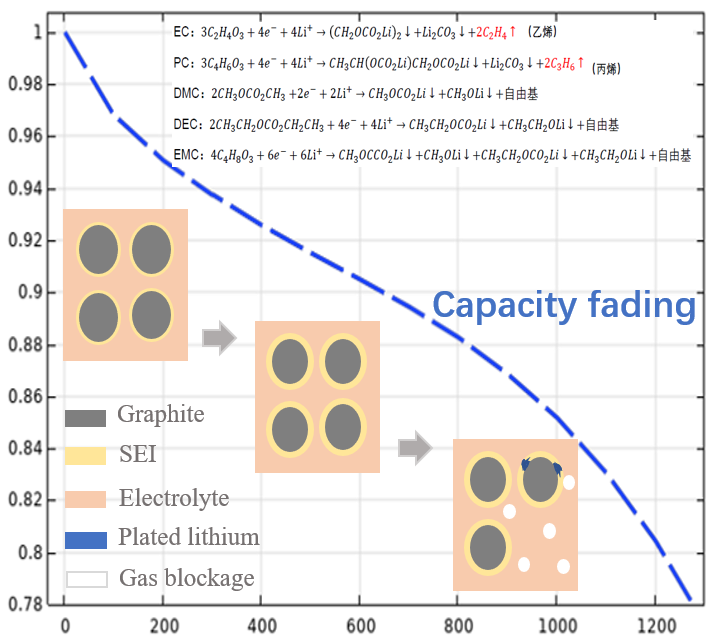 EC：3C₂H₄O₃ + 4e⁻ + 4Li⁺ → (CH₂OCO₂Li)₂ ↓ +Li₂CO₃ ↓ +2C₂H₄ ↑ （乙烯）
PC：3C₄H₆O₃ + 4e⁻ + 4Li⁺ → CH₃CH(OCO₂Li)CH₂OCO₂Li ↓ +Li₂CO₃ ↓ +2C₃H₆ ↑ （丙烯）
DMC：2CH₃OCO₂CH₃ +2e⁻ + 2Li⁺ → CH₃OCO₂Li ↓ +CH₃OLi ↓ +自由基
DEC：2CH₃CH₂OCO₂CH₂CH₃ + 4e⁻ + 4Li⁺ → CH₃CH₂OCO₂Li ↓ +CH₃CH₂OLi ↓ +自由基
EMC：4C₄H₈O₃ + 6e⁻ + 6Li⁺ → CH₃OCCO₂Li ↓ +CH₃OLi ↓ +CH₃CH₂OCO₂Li ↓ +CH₃CH₂OLi ↓ +自由基
1
0.98
0.96
0.94
0.92
0.9
0.88
0.86
0.84
0.82
0.8
0.78
Capacity fading
Graphite
SEI
Electrolyte
Plated lithium
Gas blockage
0 200 400 600 800 1000 1200